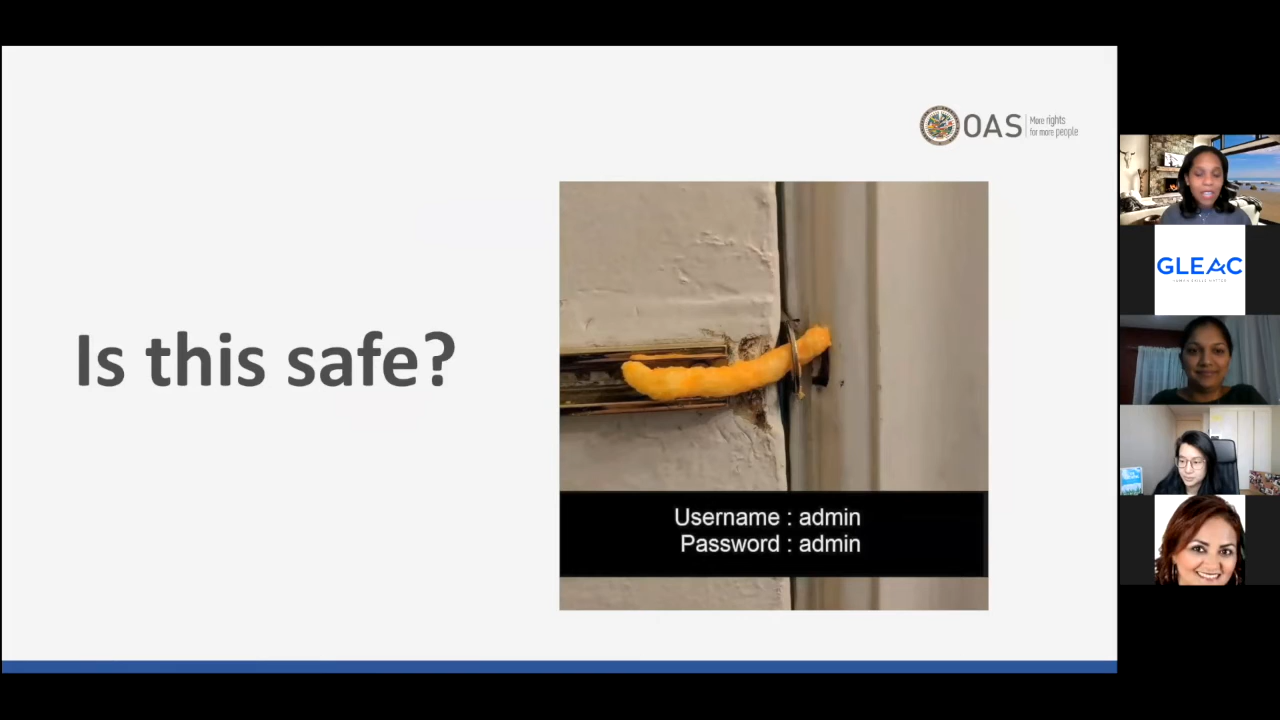 OAS
More rights
for more people
Is this safe?
Username : admin
Password : admin
GLEAC